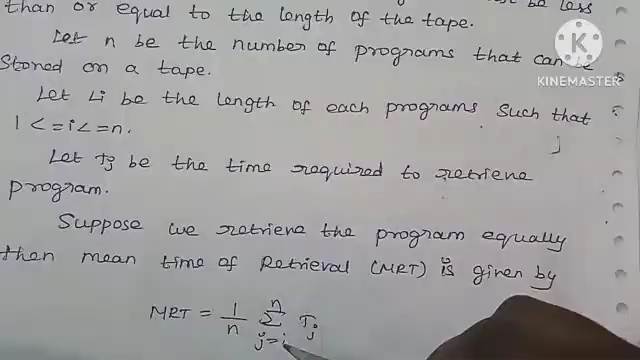 than or equal to the length of the tape.
Let n be the number of programs that can be
Stored on a tape.
KINEMASTER
Let Li be the length of each programs such that
1 <=i<=n.
Let Tj be the time required to retrieve
program.
Suppose we retrieve the program equally
then mean time of Retrieval (MRT) is given by
MRT = 1/n n Σ j=i Tj